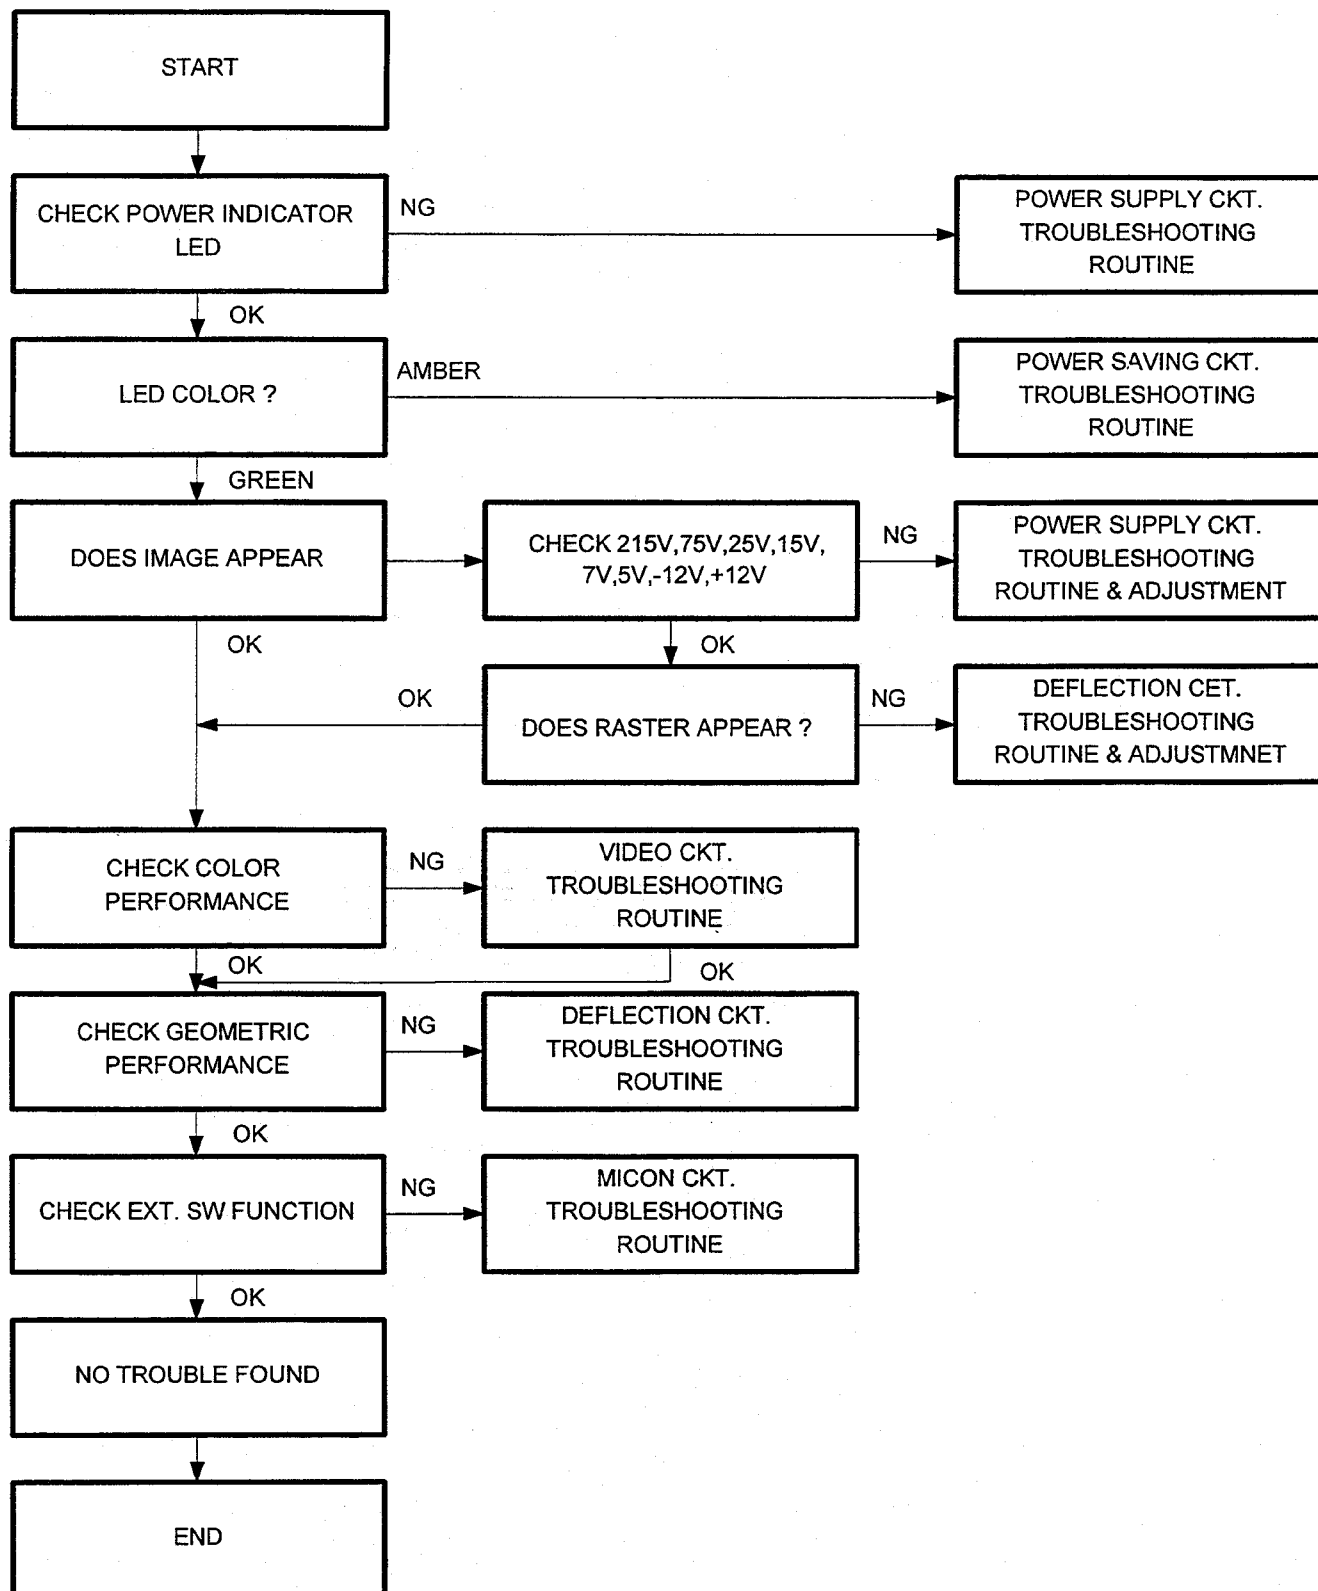 START
CHECK POWER INDICATOR
LED
NG
POWER SUPPLY CKT.
TROUBLESHOOTING
ROUTINE
OK
LED COLOR ?
AMBER
POWER SAVING CKT.
TROUBLESHOOTING
ROUTINE
GREEN
DOES IMAGE APPEAR
CHECK 215V,75V,25V,15V,
7V,5V,-12V,+12V
NG
POWER SUPPLY CKT.
TROUBLESHOOTING
ROUTINE & ADJUSTMENT
OK
OK
OK
DOES RASTER APPEAR ?
NG
DEFLECTION CET.
TROUBLESHOOTING
ROUTINE & ADJUSTMNET
CHECK COLOR
PERFORMANCE
NG
VIDEO CKT.
TROUBLESHOOTING
ROUTINE
OK
OK
CHECK GEOMETRIC
PERFORMANCE
NG
DEFLECTION CKT.
TROUBLESHOOTING
ROUTINE
OK
CHECK EXT. SW FUNCTION
NG
MICON CKT.
TROUBLESHOOTING
ROUTINE
OK
NO TROUBLE FOUND
END